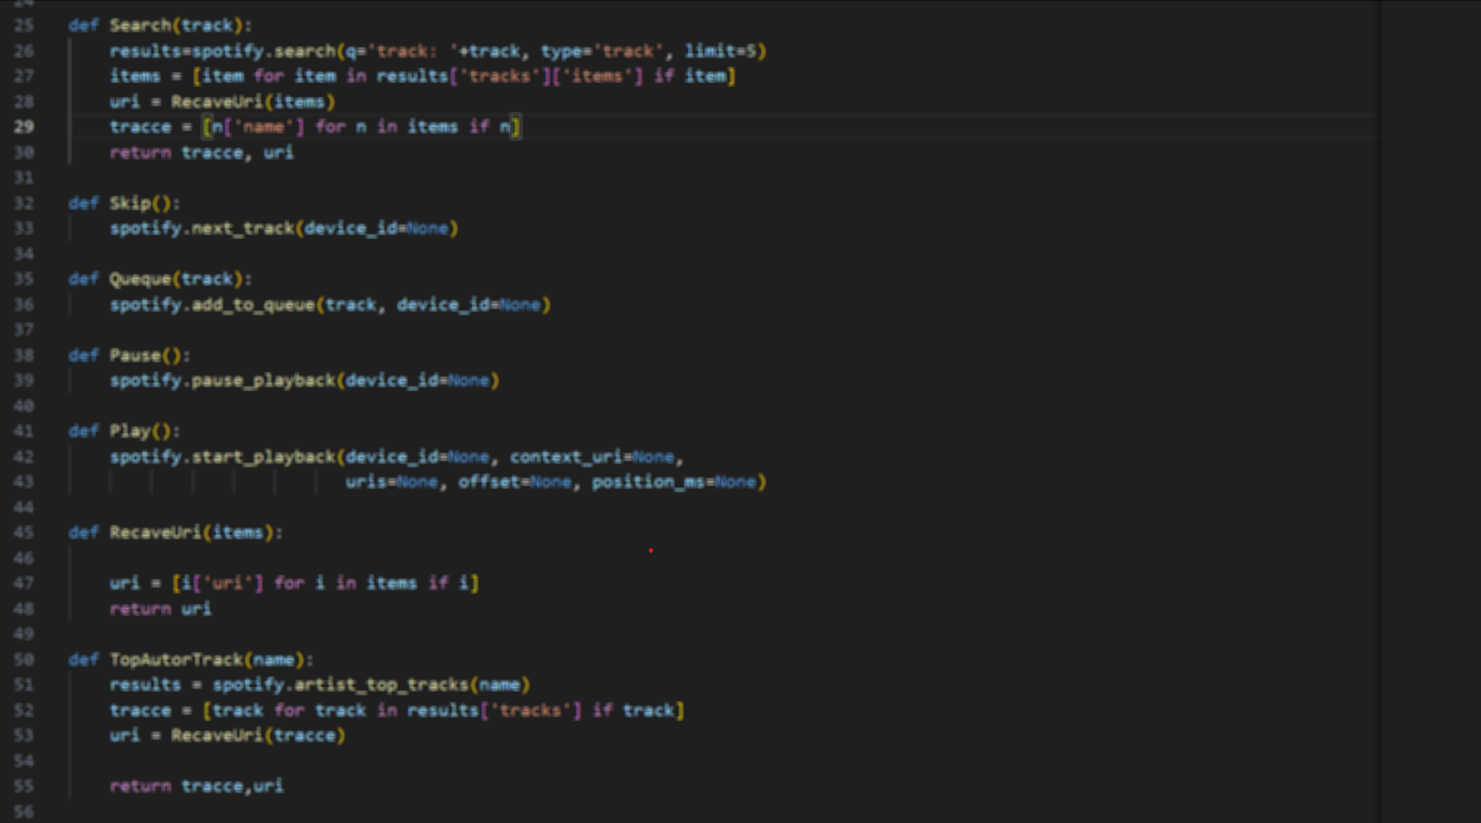 24
25 def Search(track):
26     results=spotify.search(q='track: '+track, type='track', limit=5)
27     items = [item for item in results['tracks']['items'] if item]
28     uri = RecaveUri(items)
29     tracce = [n['name'] for n in items if n]
30     return tracce, uri
31
32 def Skip():
33     spotify.next_track(device_id=None)
34
35 def Queque(track):
36     spotify.add_to_queue(track, device_id=None)
37
38 def Pause():
39     spotify.pause_playback(device_id=None)
40
41 def Play():
42     spotify.start_playback(device_id=None, context_uri=None,
43                            uris=None, offset=None, position_ms=None)
44
45 def RecaveUri(items):
46
47     uri = [i['uri'] for i in items if i]
48     return uri
49
50 def TopAutorTrack(name):
51     results = spotify.artist_top_tracks(name)
52     tracce = [track for track in results['tracks'] if track]
53     uri = RecaveUri(tracce)
54
55     return tracce,uri
56